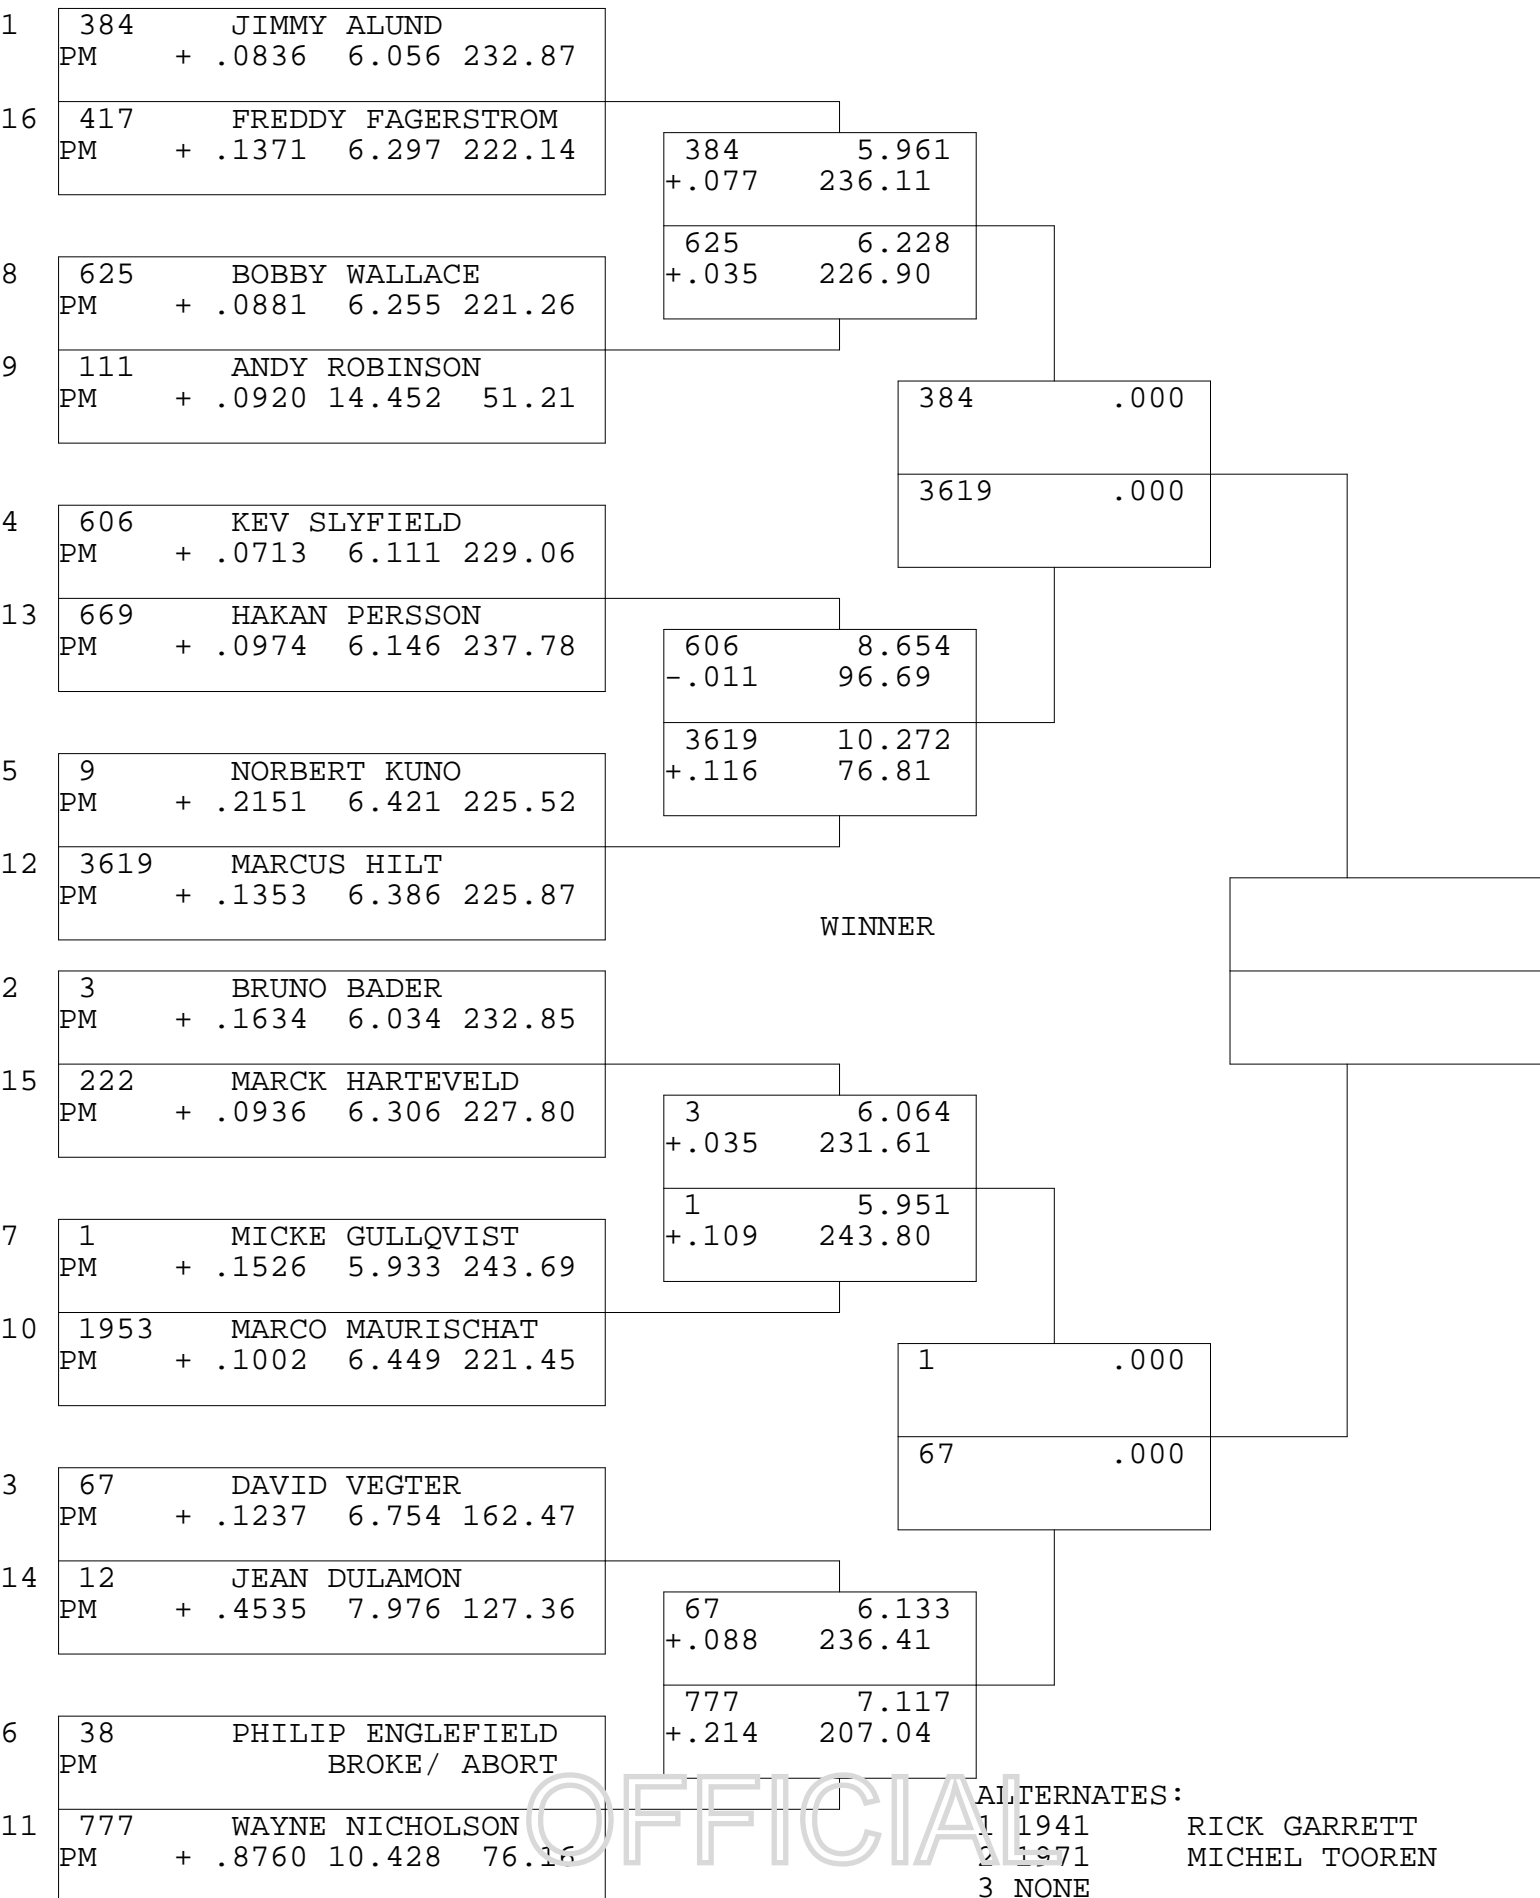 1 384 JIMMY ALUND
PM + .0836 6.056 232.87
16 417 FREDDY FAGERSTROM
PM + .1371 6.297 222.14
384 5.961
+.077 236.11
625 6.228
+.035 226.90
8 625 BOBBY WALLACE
PM + .0881 6.255 221.26
9 111 ANDY ROBINSON
PM + .0920 14.452 51.21
384 .000
3619 .000
4 606 KEV SLYFIELD
PM + .0713 6.111 229.06
13 669 HAKAN PERSSON
PM + .0974 6.146 237.78
606 8.654
-.011 96.69
3619 10.272
+.116 76.81
5 9 NORBERT KUNO
PM + .2151 6.421 225.52
12 3619 MARCUS HILT
PM + .1353 6.386 225.87
WINNER
2 3 BRUNO BADER
PM + .1634 6.034 232.85
15 222 MARCK HARTEVELD
PM + .0936 6.306 227.80
3 6.064
+.035 231.61
1 5.951
+.109 243.80
7 1 MICKE GULLQVIST
PM + .1526 5.933 243.69
10 1953 MARCO MAURISCHAT
PM + .1002 6.449 221.45
1 .000
67 .000
3 67 DAVID VEGTER
PM + .1237 6.754 162.47
14 12 JEAN DULAMON
PM + .4535 7.976 127.36
67 6.133
+.088 236.41
777 7.117
+.214 207.04
6 38 PHILIP ENGLEFIELD
PM BROKE/ ABORT
11 777 WAYNE NICHOLSON
PM + .8760 10.428 76.16
OFFICIAL
ALTERNATES:
1 1941 RICK GARRETT
2 1971 MICHEL TOOREN
3 NONE